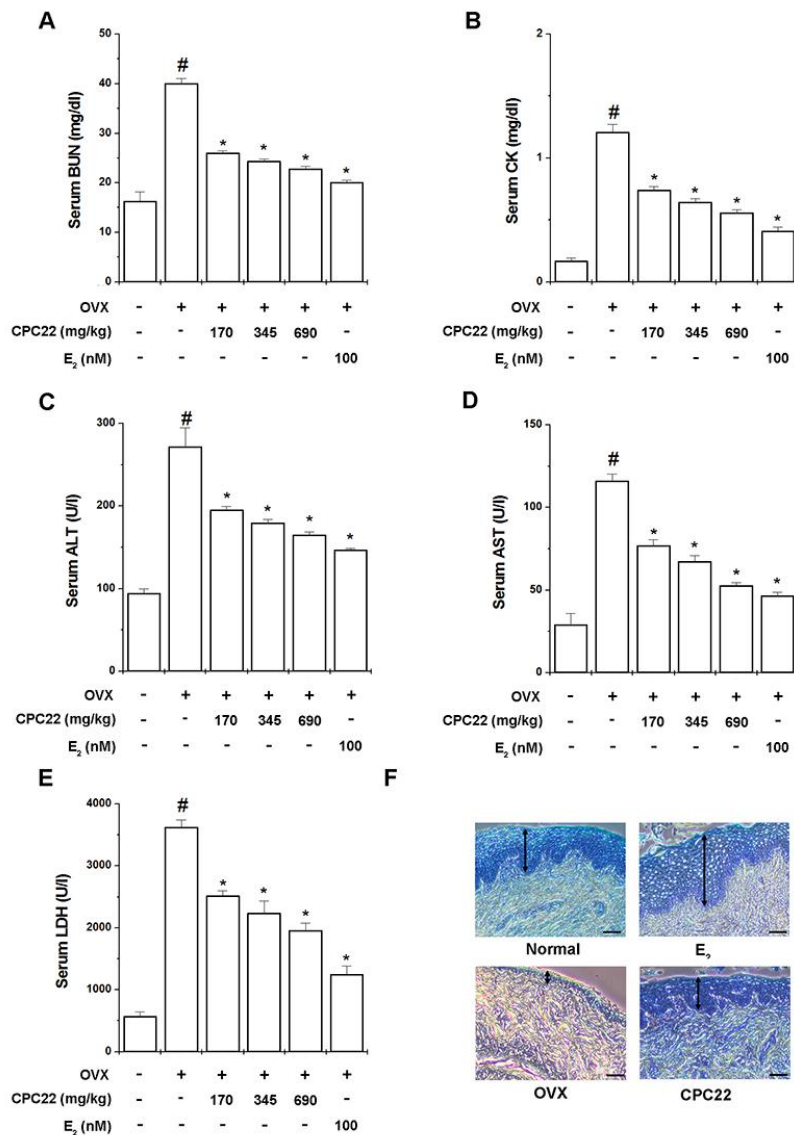 A
Serum BUN (mg/dl)
50
40
30
20
10
0
#
*
*
*
*
OVX - + + + + +
CPC22 (mg/kg) - - 170 345 690 -
E2 (nM) - - - - - 100
B
Serum CK (mg/dl)
2
1
0
#
*
*
*
*
OVX - + + + + +
CPC22 (mg/kg) - - 170 345 690 -
E2 (nM) - - - - - 100
C
Serum ALT (U/l)
300
200
100
0
#
*
*
*
*
OVX - + + + + +
CPC22 (mg/kg) - - 170 345 690 -
E2 (nM) - - - - - 100
D
Serum AST (U/l)
150
100
50
0
#
*
*
*
*
OVX - + + + + +
CPC22 (mg/kg) - - 170 345 690 -
E2 (nM) - - - - - 100
E
Serum LDH (U/l)
4000
3000
2000
1000
0
#
*
*
*
*
OVX - + + + + +
CPC22 (mg/kg) - - 170 345 690 -
E2 (nM) - - - - - 100
F
Normal
E2
OVX
CPC22